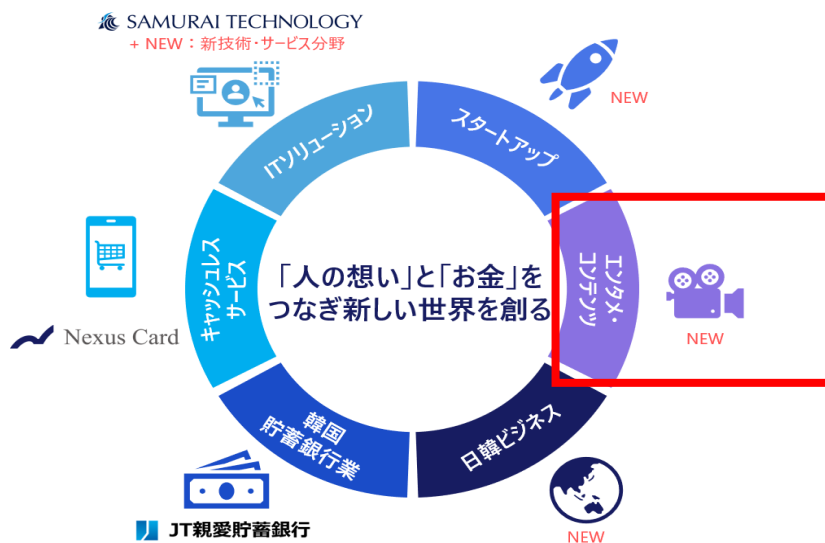 SAMURAI TECHNOLOGY
+ NEW：新技術・サービス分野
ITソリューション
スタートアップ
NEW
キャッシュレス
サービス
「人の想い」と「お金」を
つなぎ新しい世界を創る
エンタメ・
コンテンツ
NEW
Nexus Card
韓国
貯蓄銀行業
日韓ビジネス
JT親愛貯蓄銀行
NEW